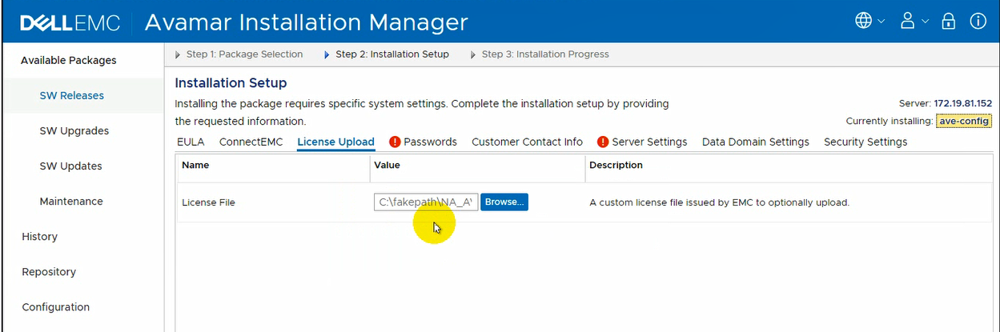 DELLEMC Avamar Installation Manager
Available Packages
SW Releases
SW Upgrades
SW Updates
Maintenance
History
Repository
Configuration
Step 1: Package Selection Step 2: Installation Setup Step 3: Installation Progress
Installation Setup
Installing the package requires specific system settings. Complete the installation setup by providing
the requested information.
Server: 172.19.81.152
Currently installing: ave-config
EULA ConnectEMC License Upload Passwords Customer Contact Info Server Settings Data Domain Settings Security Settings
Name Value Description
License File C:\fakepath\NA_A Browse... A custom license file issued by EMC to optionally upload.